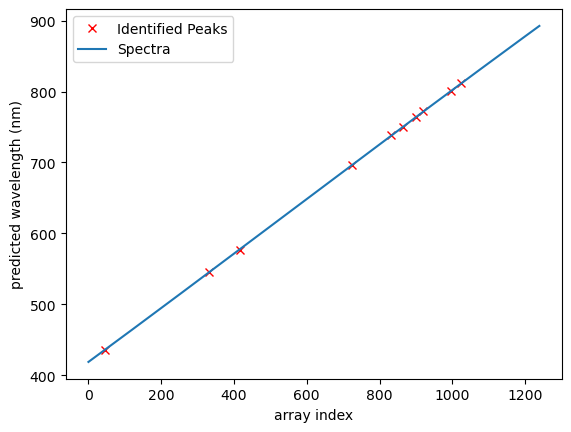 Identified Peaks
Spectra
900
800
700
600
500
400
predicted wavelength (nm)
0 200 400 600 800 1000 1200
array index